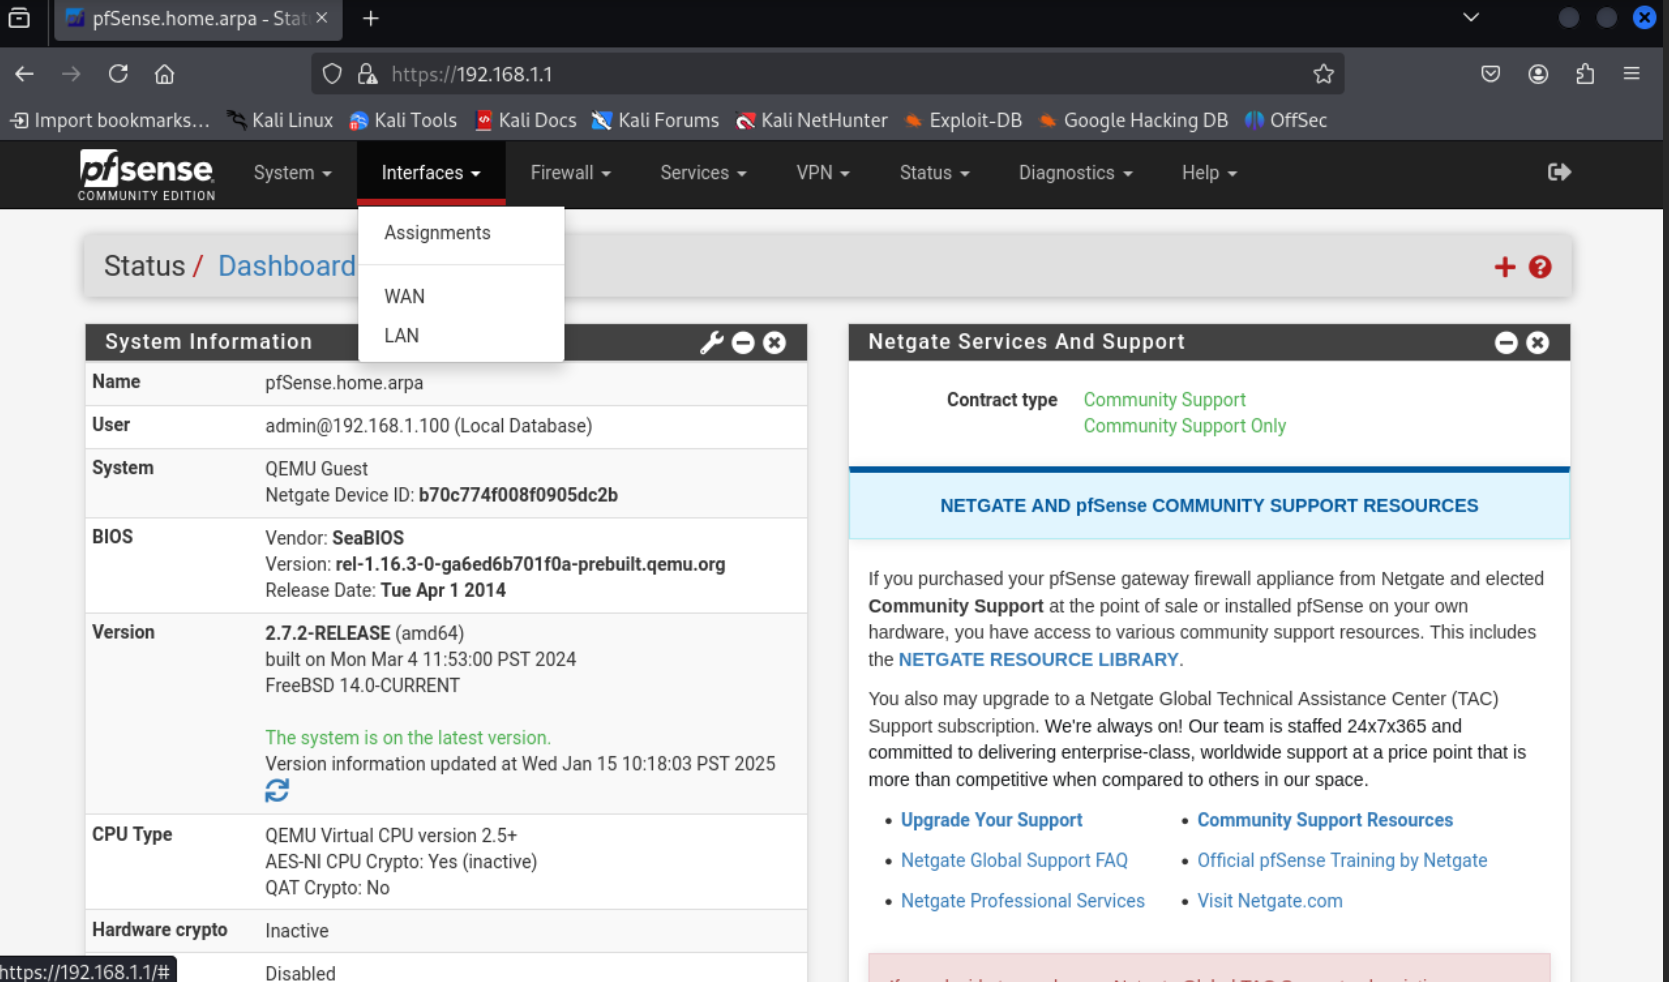 pfSense.home.arpa - Stat
https://192.168.1.1
Import bookmarks...
Kali Linux
Kali Tools
Kali Docs
Kali Forums
Kali NetHunter
Exploit-DB
Google Hacking DB
OffSec
pfsense
COMMUNITY EDITION
System
Interfaces
Firewall
Services
VPN
Status
Diagnostics
Help
Assignments
WAN
LAN
Status / Dashboard
System Information
Name pfSense.home.arpa
User admin@192.168.1.100 (Local Database)
System QEMU Guest
Netgate Device ID: b70c774f008f0905dc2b
BIOS Vendor: SeaBIOS
Version: rel-1.16.3-0-ga6ed6b701f0a-prebuilt.qemu.org
Release Date: Tue Apr 1 2014
Version 2.7.2-RELEASE (amd64)
built on Mon Mar 4 11:53:00 PST 2024
FreeBSD 14.0-CURRENT
The system is on the latest version.
Version information updated at Wed Jan 15 10:18:03 PST 2025
CPU Type QEMU Virtual CPU version 2.5+
AES-NI CPU Crypto: Yes (inactive)
QAT Crypto: No
Hardware crypto Inactive
Disabled
https://192.168.1.1/#
Netgate Services And Support
Contract type Community Support
Community Support Only
NETGATE AND pfSense COMMUNITY SUPPORT RESOURCES
If you purchased your pfSense gateway firewall appliance from Netgate and elected
Community Support at the point of sale or installed pfSense on your own
hardware, you have access to various community support resources. This includes
the NETGATE RESOURCE LIBRARY.
You also may upgrade to a Netgate Global Technical Assistance Center (TAC)
Support subscription. We're always on! Our team is staffed 24x7x365 and
committed to delivering enterprise-class, worldwide support at a price point that is
more than competitive when compared to others in our space.
• Upgrade Your Support
• Community Support Resources
• Netgate Global Support FAQ
• Official pfSense Training by Netgate
• Netgate Professional Services
• Visit Netgate.com